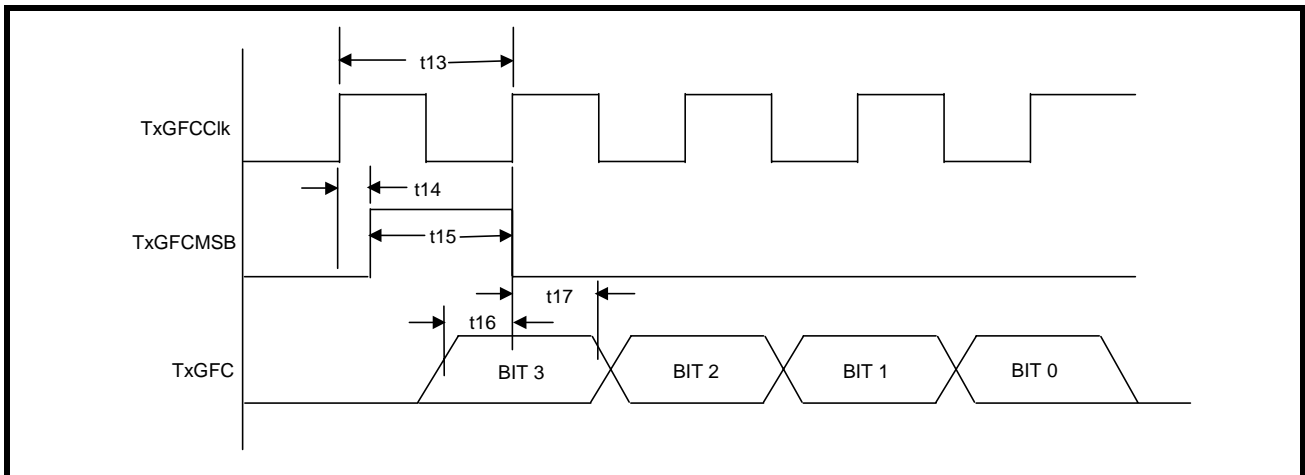 t13
TxGFCClk
t14
TxGFCMSB
t15
t17
t16
TxGFC
BIT 3
BIT 2
BIT 1
BIT 0